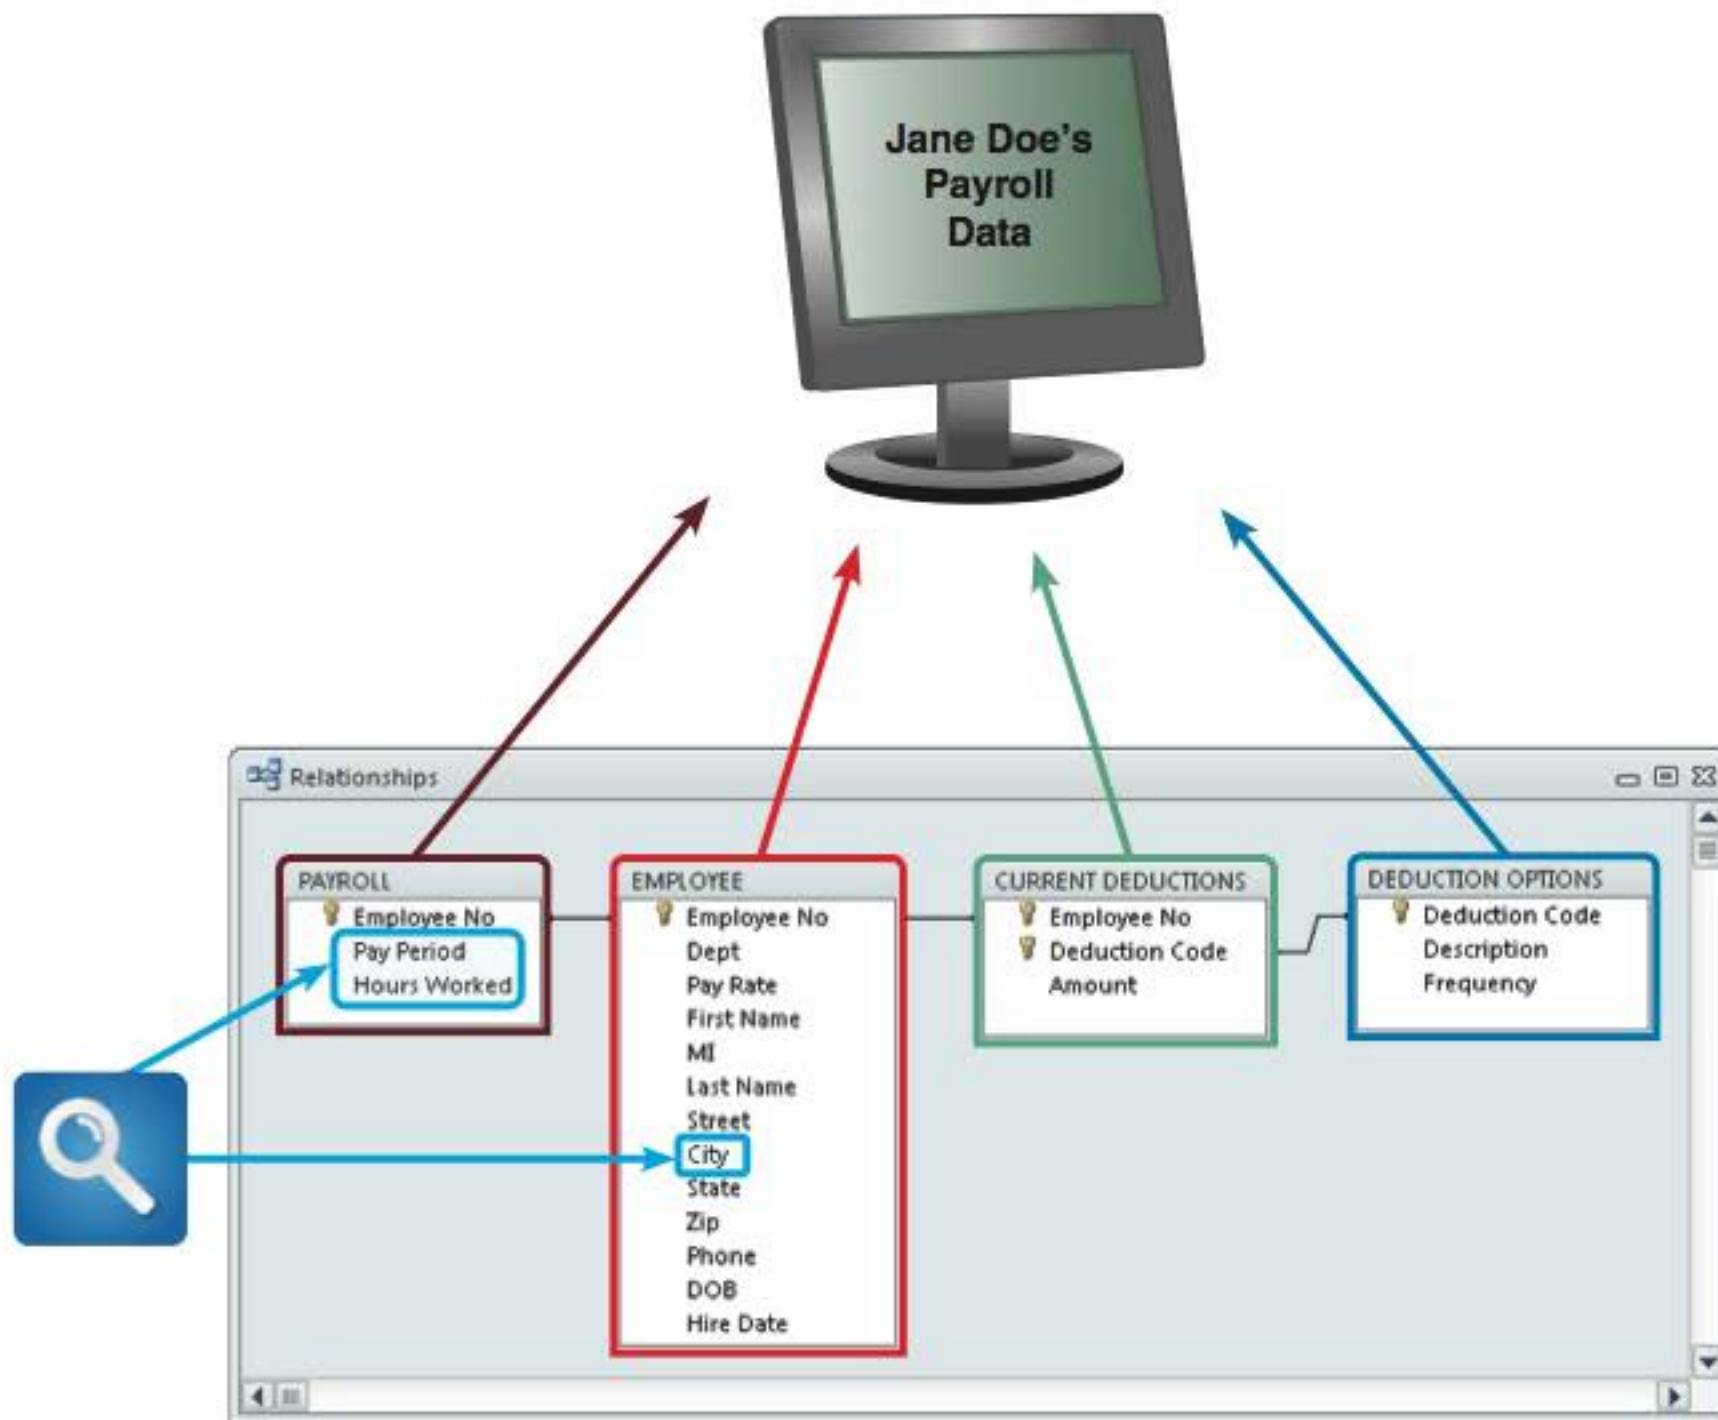 Jane Doe's
Payroll
Data
Relationships
PAYROLL
Employee No
Pay Period
Hours Worked
EMPLOYEE
Employee No
Dept
Pay Rate
First Name
MI
Last Name
Street
City
State
Zip
Phone
DOB
Hire Date
CURRENT DEDUCTIONS
Employee No
Deduction Code
Amount
DEDUCTION OPTIONS
Deduction Code
Description
Frequency